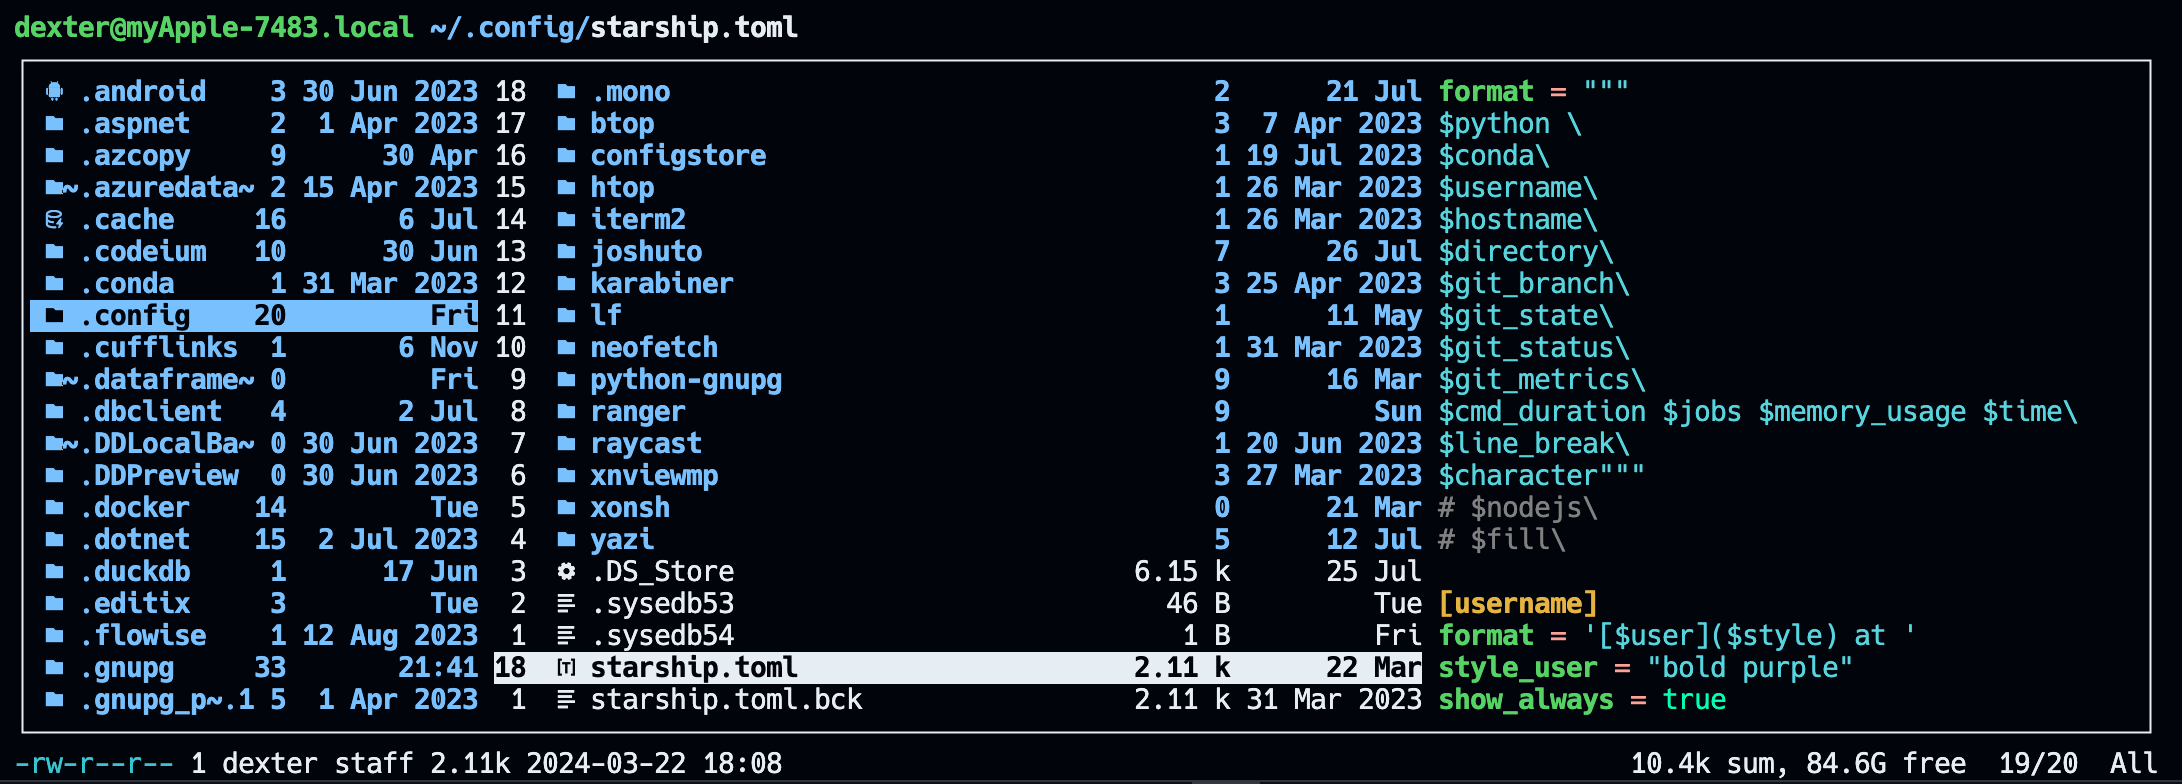 dexter@myApple-7483.local ~/.config/starship.toml
.android 3 30 Jun 2023 18 .mono 2 21 Jul format = """
.aspnet 2 1 Apr 2023 17 btop 3 7 Apr 2023 $python \
.azcopy 9 30 Apr 16 configstore 1 19 Jul 2023 $conda\
~.azuredata~ 2 15 Apr 2023 15 htop 1 26 Mar 2023 $username\
.cache 16 6 Jul 14 iterm2 1 26 Mar 2023 $hostname\
.codeium 10 30 Jun 13 joshuto 7 26 Jul $directory\
.conda 1 31 Mar 2023 12 karabiner 3 25 Apr 2023 $git_branch\
.config 20 Fri 11 lf 1 11 May $git_state\
.cufflinks 1 6 Nov 10 neofetch 1 31 Mar 2023 $git_status\
~.dataframe~ 0 Fri 9 python-gnupg 9 16 Mar $git_metrics\
.dbclient 4 2 Jul 8 ranger 9 Sun $cmd_duration $jobs $memory_usage $time\
~.DDLocalBa~ 0 30 Jun 2023 7 raycast 1 20 Jun 2023 $line_break\
.DDPreview 0 30 Jun 2023 6 xnviewmp 3 27 Mar 2023 $character"""
.docker 14 Tue 5 xonsh 0 21 Mar # $nodejs\
.dotnet 15 2 Jul 2023 4 yazi 5 12 Jul # $fill\
.duckdb 1 17 Jun 3 .DS_Store 6.15 k 25 Jul
.editix 3 Tue 2 .sysedb53 46 B Tue [username]
.flowise 1 12 Aug 2023 1 .sysedb54 1 B Fri format = '[$user]($style) at '
.gnupg 33 21:41 18 [T] starship.toml 2.11 k 22 Mar style_user = "bold purple"
.gnupg_p~.1 5 1 Apr 2023 1 starship.toml.bck 2.11 k 31 Mar 2023 show_always = true
-rw-r--r-- 1 dexter staff 2.11k 2024-03-22 18:08 10.4k sum, 84.6G free 19/20 All